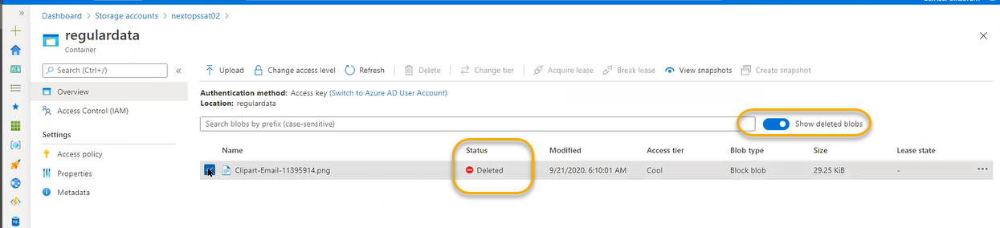 Dashboard > Storage accounts > nextopssat02 >
regulardata
Container
Search (Ctrl+/)
Upload Change access level Refresh Delete Change tier Acquire lease Break lease View snapshots Create snapshot
Overview
Access Control (IAM)
Settings
Access policy
Properties
Metadata
Authentication method: Access key (Switch to Azure AD User Account)
Location: regulardata
Search blobs by prefix (case-sensitive)
Show deleted blobs
Name Status Modified Access tier Blob type Size Lease state
Clipart-Email-11395914.png Deleted 9/21/2020, 6:10:01 AM Cool Block blob 29.25 KiB -